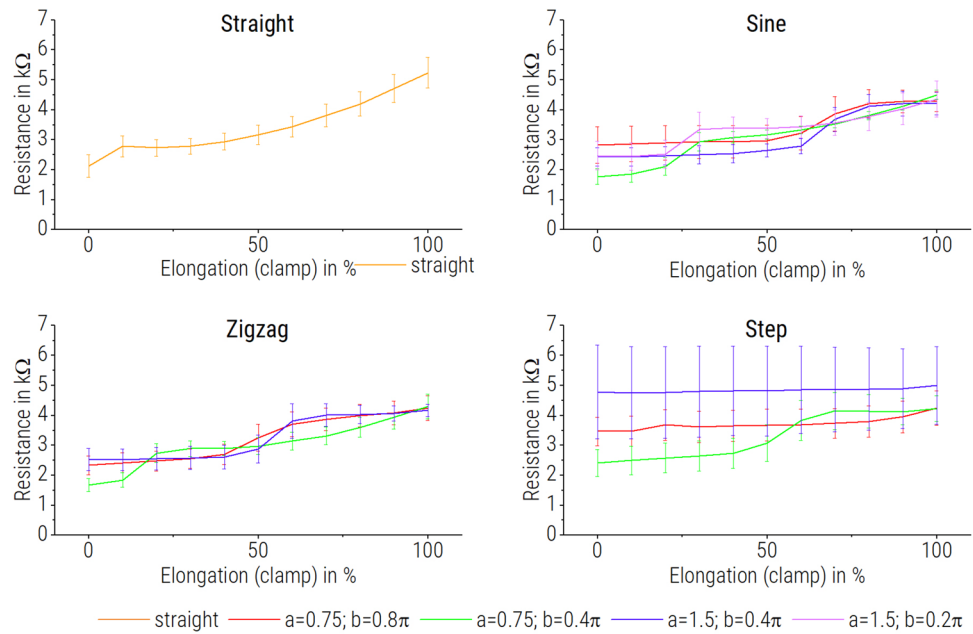 Straight
7
6
5
4
3
2
1
0
Resistance in kΩ
0 50 100
Elongation (clamp) in %
straight
Sine
7
6
5
4
3
2
1
0
Resistance in kΩ
0 50 100
Elongation (clamp) in %
Zigzag
7
6
5
4
3
2
1
0
Resistance in kΩ
0 50 100
Elongation (clamp) in %
Step
7
6
5
4
3
2
1
0
Resistance in kΩ
0 50 100
Elongation (clamp) in %
straight a=0.75; b=0.8π a=0.75; b=0.4π a=1.5; b=0.4π a=1.5; b=0.2π